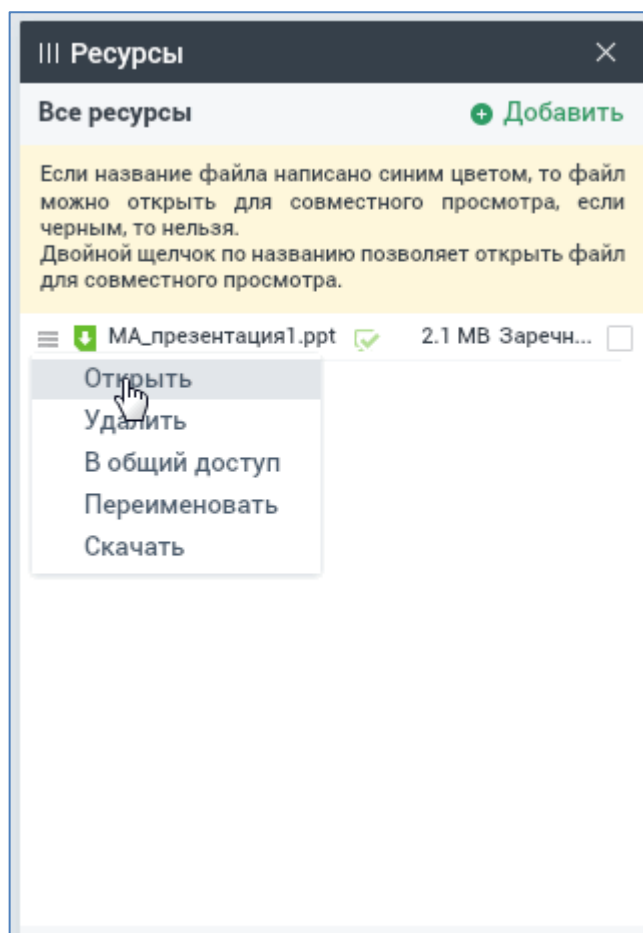 Ресурсы
Все ресурсы Добавить
Если название файла написано синим цветом, то файл
можно открыть для совместного просмотра, если
черным, то нельзя.
Двойной щелчок по названию позволяет открыть файл
для совместного просмотра.
МА_презентация1.ppt 2.1 MB Заречн...
Открыть
Удалить
В общий доступ
Переименовать
Скачать